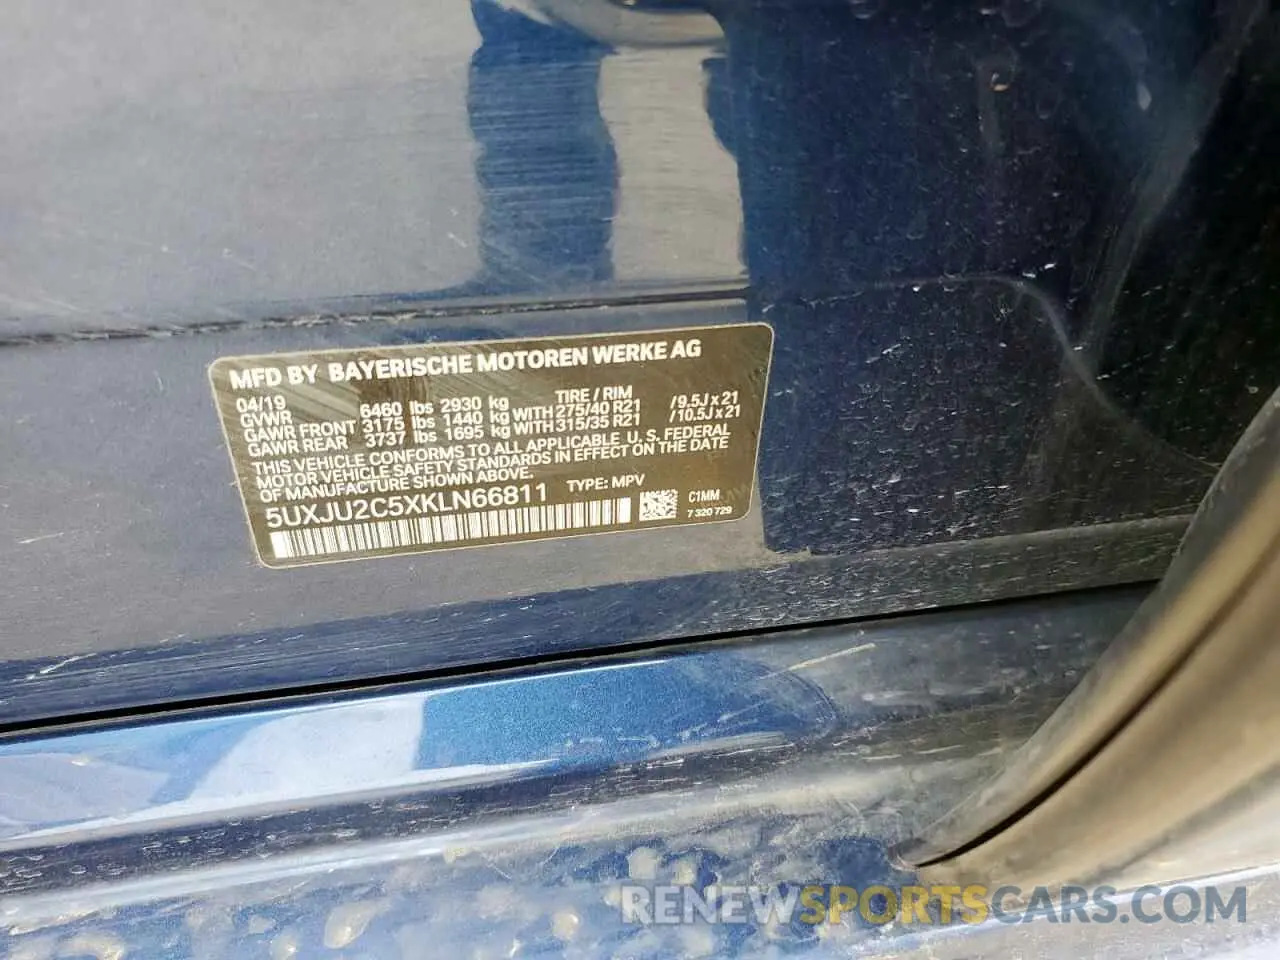 MFD BY BAYERISCHE MOTOREN WERKE AG
04/19 TIRE / RIM
GVWR 6460 lbs 2930 kg
GAWR FRONT 3175 lbs 1440 kg WITH 275/40 R21 /9.5J x 21
GAWR REAR 3737 lbs 1695 kg WITH 315/35 R21 /10.5J x 21
THIS VEHICLE CONFORMS TO ALL APPLICABLE U. S. FEDERAL
MOTOR VEHICLE SAFETY STANDARDS IN EFFECT ON THE DATE
OF MANUFACTURE SHOWN ABOVE.
5UXJU2C5XKLN66811 TYPE: MPV
C1MM
7 320 729
RENEWSPORTSCARS.COM